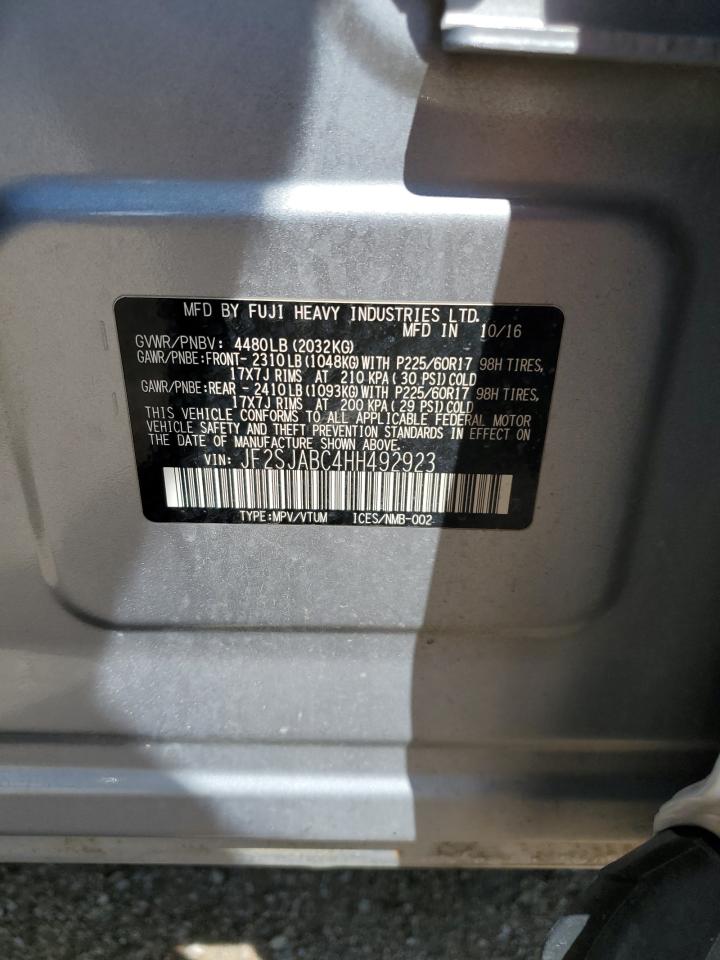 MFD BY FUJI HEAVY INDUSTRIES LTD.
MFD IN 10/16
GVWR/PNBV: 4480LB(2032KG)
GAWR/PNBE:FRONT- 2310LB(1048KG)WITH P225/60R17 98H TIRES,
17X7J RIMS AT 210 KPA(30 PSI)COLD
GAWR/PNBE:REAR - 2410LB(1093KG)WITH P225/60R17 98H TIRES,
17X7J RIMS AT 200 KPA(29 PSI)COLD
THIS VEHICLE CONFORMS TO ALL APPLICABLE FEDERAL MOTOR
VEHICLE SAFETY AND THEFT PREVENTION STANDARDS IN EFFECT ON
THE DATE OF MANUFACTURE SHOWN ABOVE.
VIN: JF2SJABC4HH492923
TYPE:MPV/VTUM ICES/NMB-002